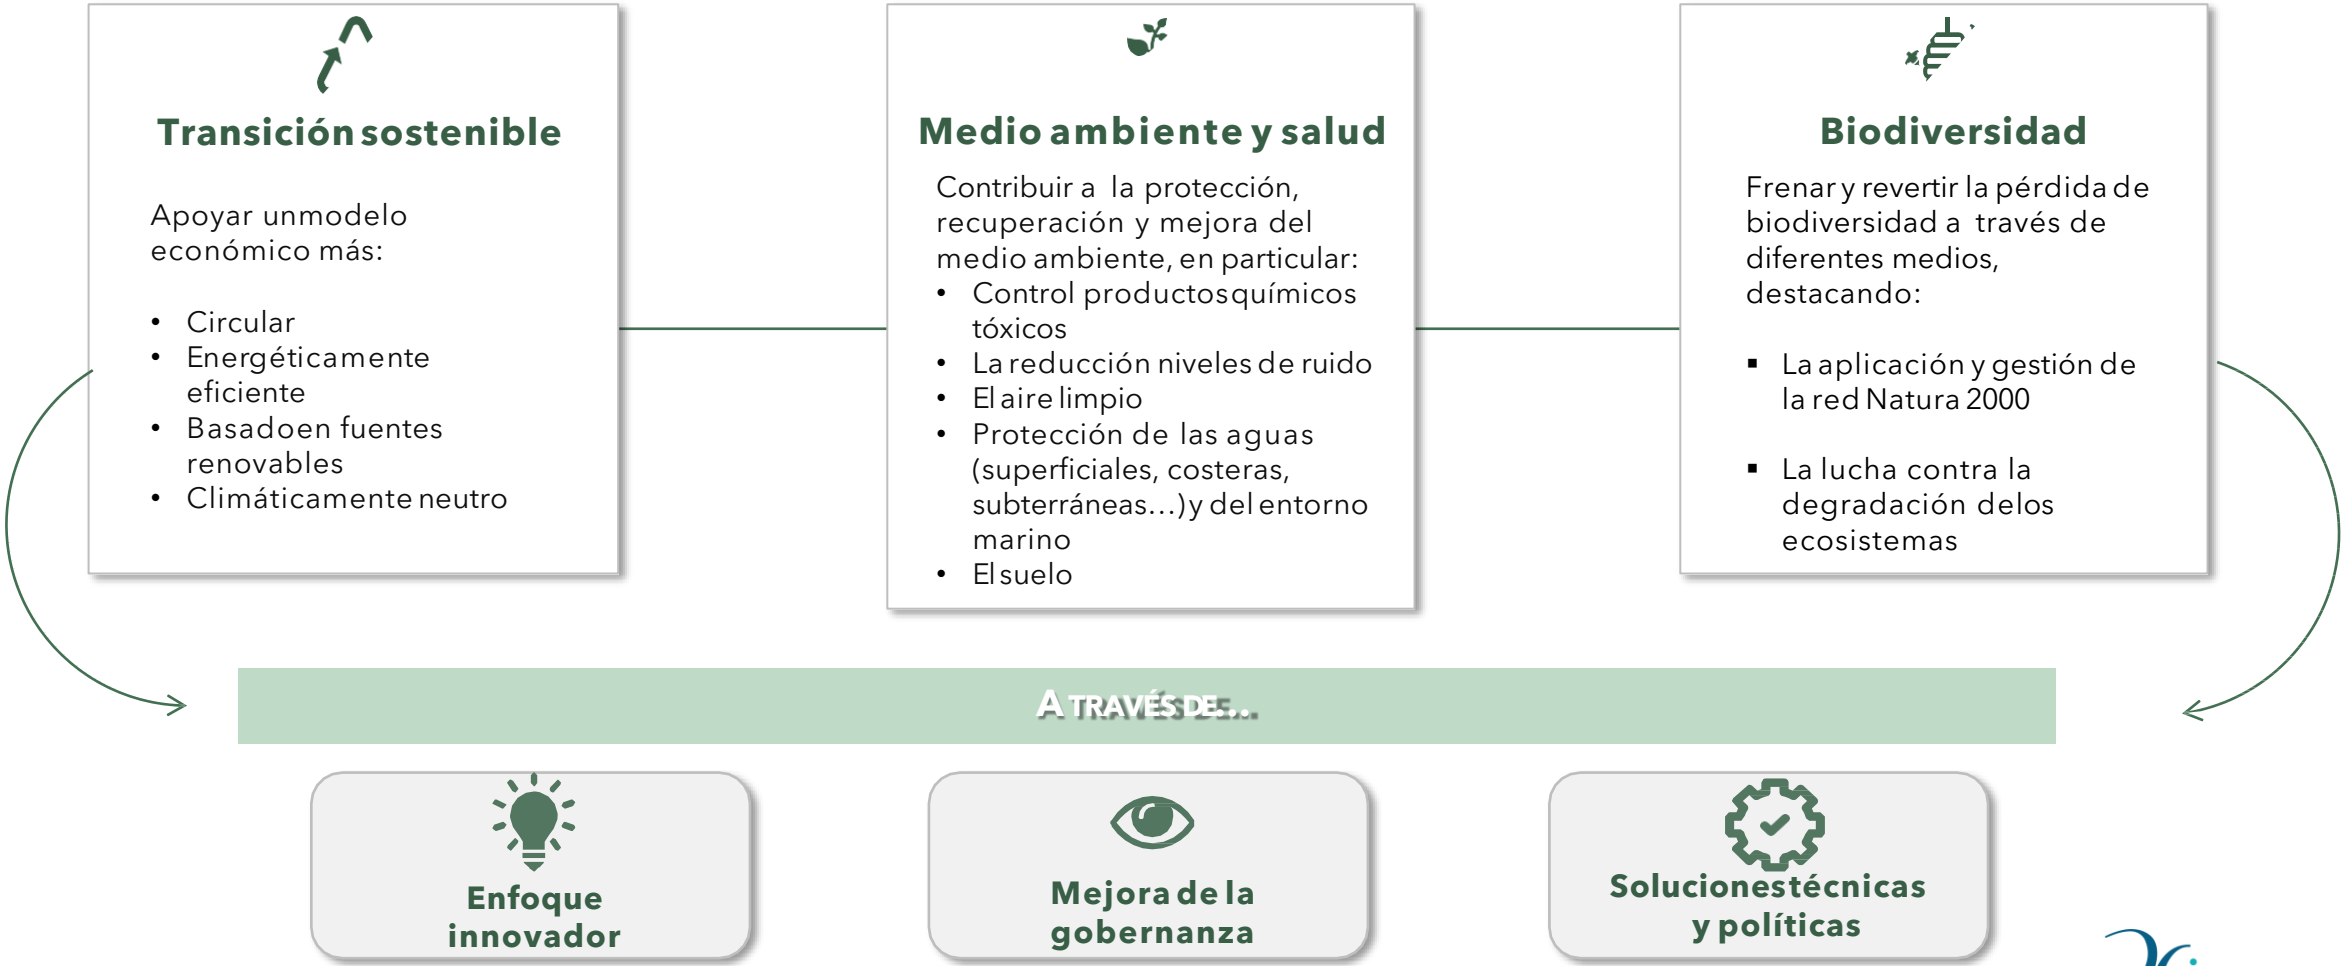 Transición sostenible
Apoyar unmodelo
económico más:
• Circular
• Energéticamente
eficiente
• Basadoen fuentes
renovables
• Climáticamente neutro
Medio ambiente y salud
Contribuir a la protección,
recuperación y mejora del
medio ambiente, en particular:
• Control productosquímicos
tóxicos
• La reducción niveles de ruido
• El aire limpio
• Protección de las aguas
(superficiales, costeras,
subterráneas...)y del entorno
marino
• El suelo
Biodiversidad
Frenar y revertir la pérdida de
biodiversidad a través de
diferentes medios,
destacando:
▪ La aplicación y gestión de
la red Natura 2000
▪ La lucha contra la
degradación delos
ecosistemas
A TRAVÉS DE...
Enfoque
innovador
Mejora de la
gobernanza
Solucionestécnicas
y políticas